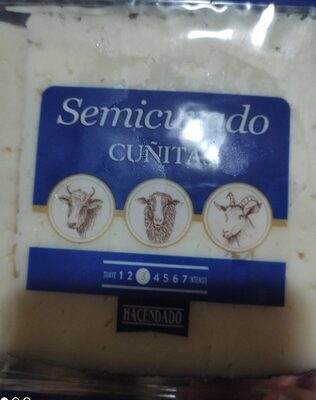 Semicurado
CUÑITAS
SUAVE 1 2 3 4 5 6 7 INTENSO
HACENDADO